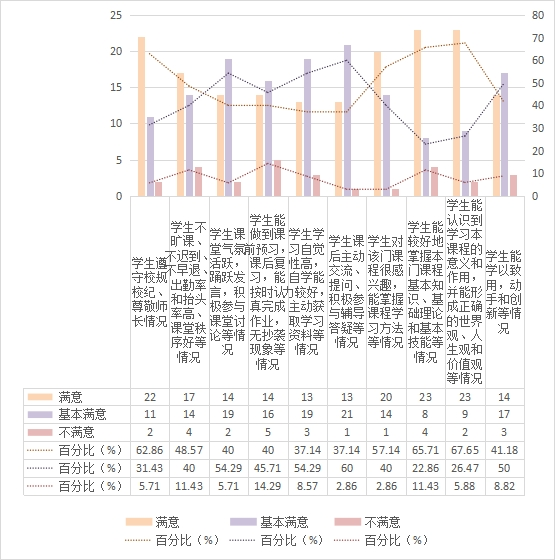 25
20
15
10
5
0
80
70
60
50
40
30
20
10
0
学生遵
守校规
校纪、
尊敬师
长情况
学生不
旷课、
不迟到、
不早退、
出勤率
和抬头
率高、
课堂秩
序好等
情况
学生课
堂气氛
活跃，
踊跃发
言，积
极参与
课堂讨
论情况
学生能
做到课
前预习，
课后复
习，能
按时认
真完成
作业，
无抄袭
现象等
情况
学生学
习自觉
性高，
自学能
力较好，
主动获
取学习
资料等
情况
学生课
后主动
交流、
提问、
积极参
与辅导
答疑等
情况
学生对
该门课
程很感
兴趣，
能掌握
课程学
习方法
等情况
学生能
较好地
掌握本
门课程
基本知
识、基
础理论
和基本
技能等
情况
学生能
认识到
学习本
课程的
意义和
作用，
并能形
成正确
的世界
观、人
生观和
价值观
等情况
学生能
学以致
用，动
手和创
新等情
况
满意 22 17 14 14 13 13 20 23 23 14
基本满意 11 14 19 16 19 21 14 8 9 17
不满意 2 4 2 5 3 1 1 4 2 3
百分比（%） 62.86 48.57 40 40 37.14 37.14 57.14 65.71 67.65 41.18
百分比（%） 31.43 40 54.29 45.71 54.29 60 40 22.86 26.47 50
百分比（%） 5.71 11.43 5.71 14.29 8.57 2.86 2.86 11.43 5.88 8.82
满意 基本满意 不满意
百分比（%） 百分比（%） 百分比（%）